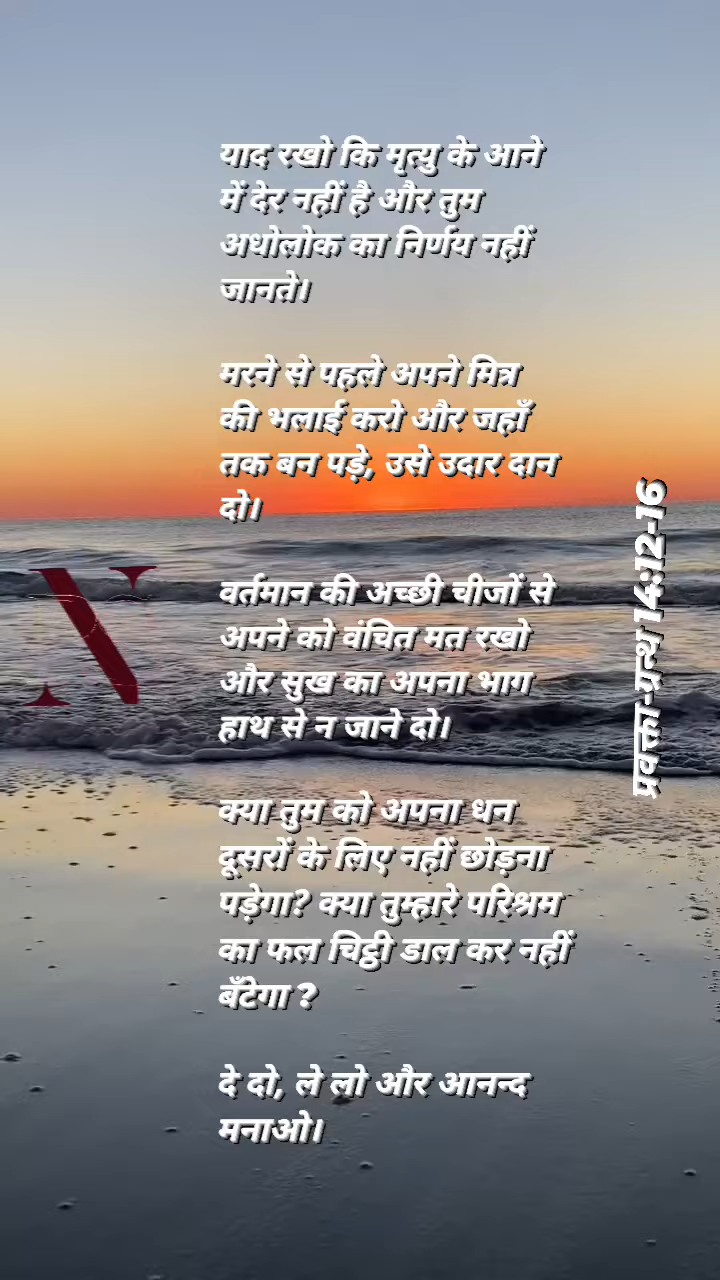 याद रखो कि मृत्यु के आने
में देर नहीं है और तुम
अधोलोक का निर्णय नहीं
जानते।
मरने से पहले अपने मित्र
की भलाई करो और जहाँ
तक बन पड़े, उसे उदार दान
दो।
वर्तमान की अच्छी चीजों से
अपने को वंचित मत रखो
और सुख का अपना भाग
हाथ से न जाने दो।
क्या तुम को अपना धन
दूसरों के लिए नहीं छोड़ना
पड़ेगा? क्या तुम्हारे परिश्रम
का फल चिट्ठी डाल कर नहीं
बँटेगा ?
दे दो, ले लो और आनन्द
मनाओ।
प्रवक्ता-ग्रन्थ 14:12-16
N